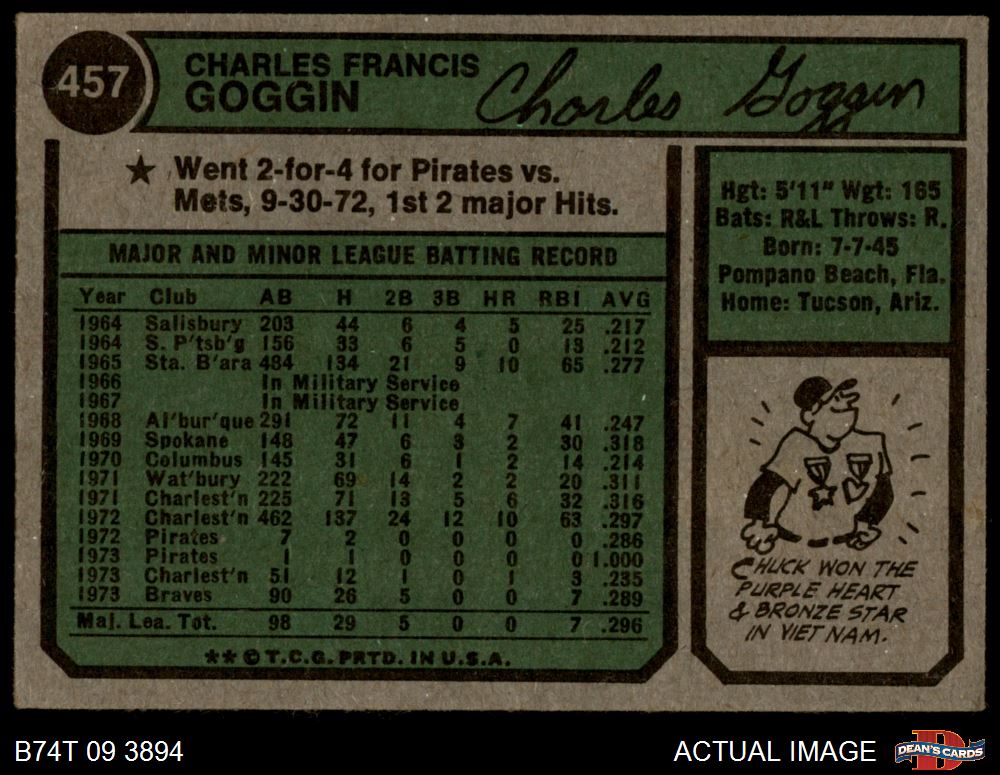 457
CHARLES FRANCIS
GOGGIN
Charles Goggin
★ Went 2-for-4 for Pirates vs.
Mets, 9-30-72, 1st 2 major Hits.
MAJOR AND MINOR LEAGUE BATTING RECORD
Year Club AB H 2B 3B HR RBI AVG
1964 Salisbury 203 44 6 4 5 25 .217
1964 S. P'tsb'g 156 33 6 5 0 13 .212
1965 Sta. B'ara 484 134 21 9 10 65 .277
1966 In Military Service
1967 In Military Service
1968 Al'bur'que 291 72 11 4 7 41 .247
1969 Spokane 148 47 6 3 2 30 .318
1970 Columbus 145 31 6 1 2 14 .214
1971 Wat'bury 222 69 14 2 2 20 .311
1971 Charlest'n 225 71 13 5 6 32 .316
1972 Charlest'n 462 137 24 12 10 63 .297
1972 Pirates 7 2 0 0 0 0 .286
1973 Pirates 1 1 0 0 0 0 1.000
1973 Charlest'n 51 12 1 0 1 3 .235
1973 Braves 90 26 5 0 0 7 .289
Maj. Lea. Tot. 98 29 5 0 0 7 .296
** © T.C.G. PRTD. IN U.S.A.
Hgt: 5'11" Wgt: 165
Bats: R&L Throws: R.
Born: 7-7-45
Pompano Beach, Fla.
Home: Tucson, Ariz.
CHUCK WON THE
PURPLE HEART
& BRONZE STAR
IN VIET NAM.
B74T 09 3894
ACTUAL IMAGE
DEAN'S CARDS